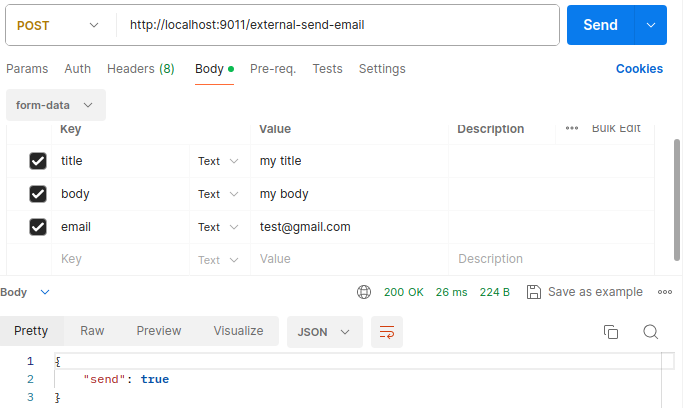 POST http://localhost:9011/external-send-email Send
Params Auth Headers (8) Body Pre-req. Tests Settings Cookies
form-data
Key Value Description ••• Bulk Edit
title Text my title
body Text my body
email Text test@gmail.com
Key Text Value Description
Body 200 OK 26 ms 224 B Save as example •••
Pretty Raw Preview Visualize JSON
1 {
2 "send": true
3 }